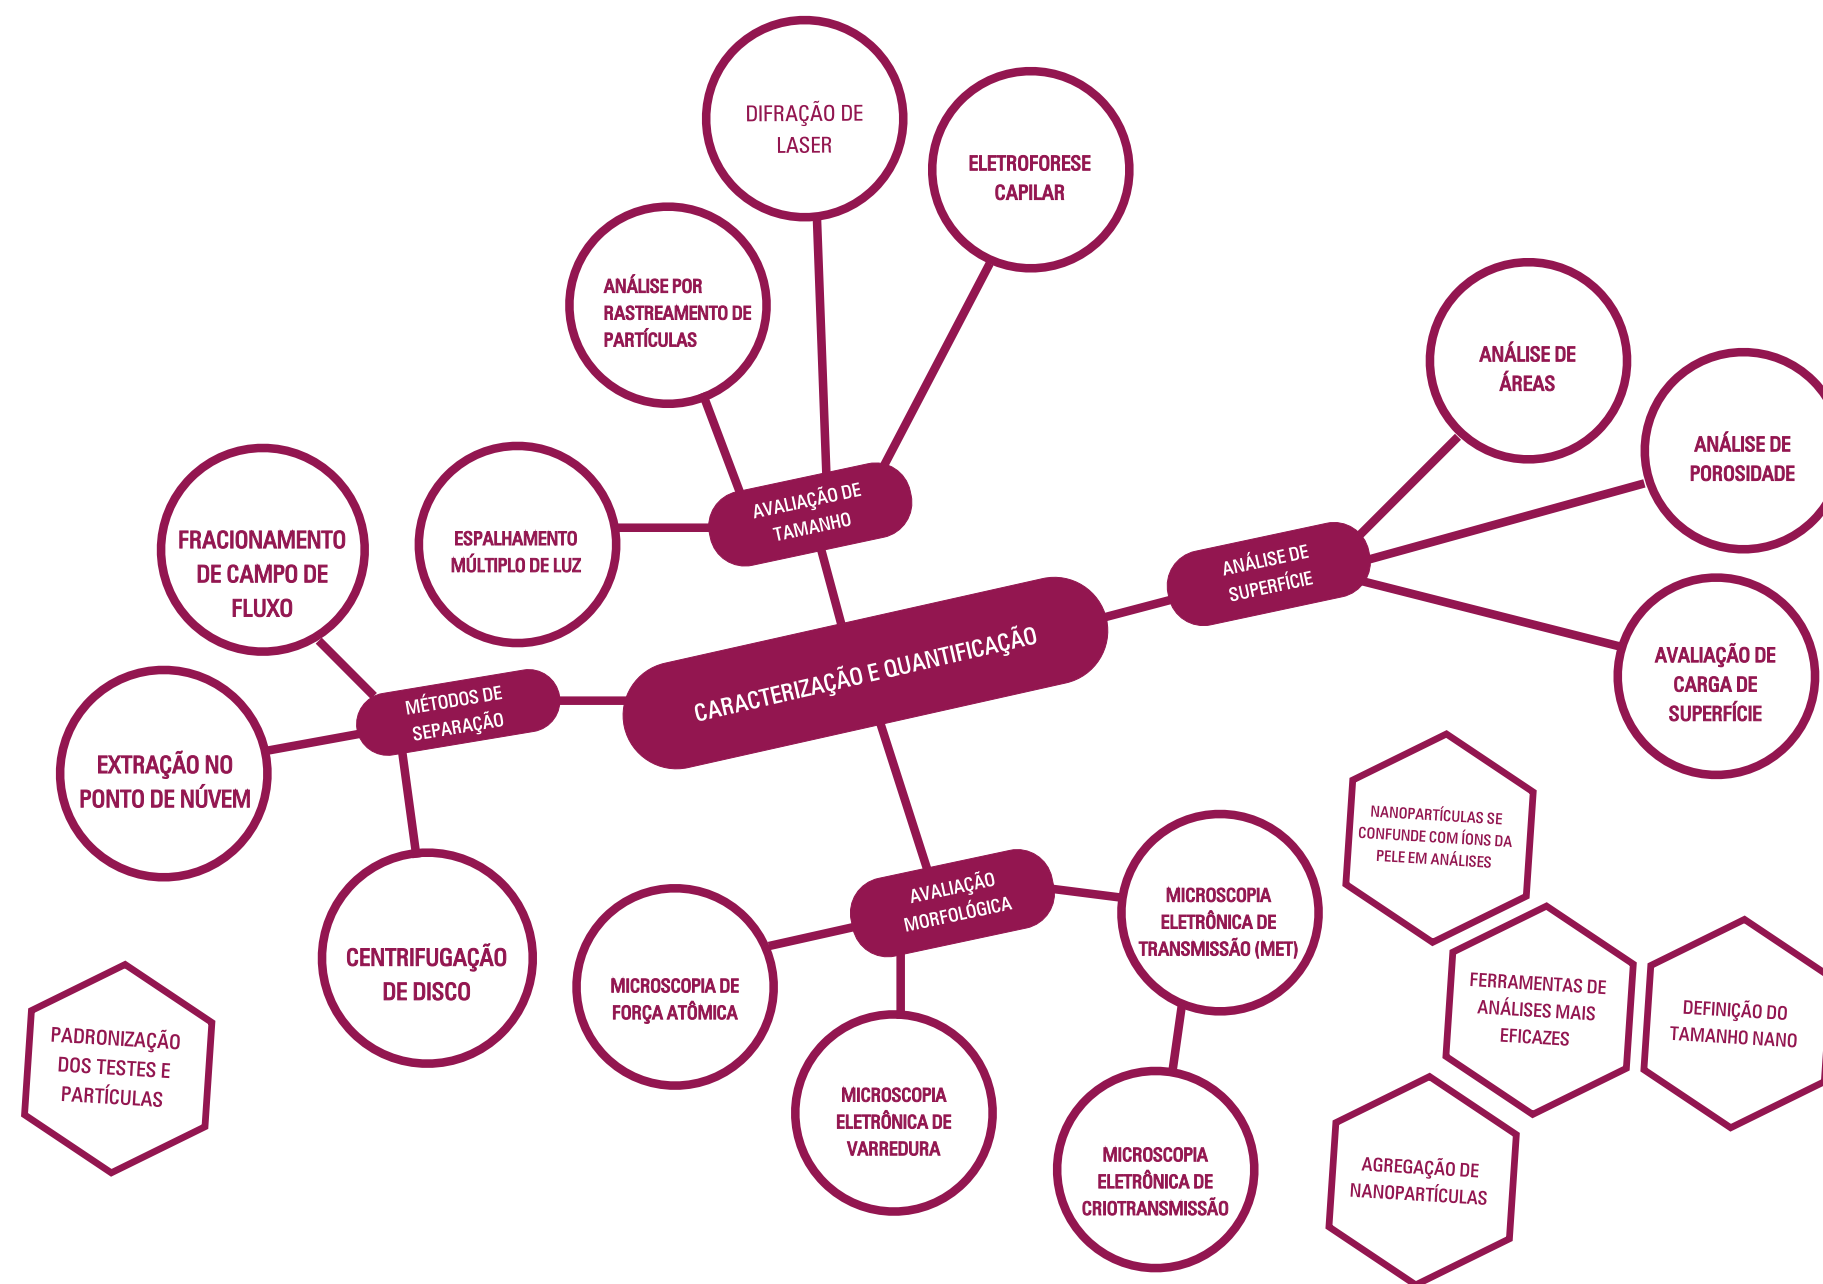 DIFRAÇÃO DE
LASER
ELETROFORESE
CAPILAR
ANÁLISE POR
RASTREAMENTO DE
PARTÍCULAS
ESPALHAMENTO
MÚLTIPLO DE LUZ
AVALIAÇÃO DE
TAMANHO
ANÁLISE DE
ÁREAS
ANÁLISE DE
POROSIDADE
AVALIAÇÃO DE
CARGA DE
SUPERFÍCIE
ANÁLISE DE
SUPERFÍCIE
CARACTERIZAÇÃO E QUANTIFICAÇÃO
FRACIONAMENTO
DE CAMPO DE
FLUXO
MÉTODOS DE
SEPARAÇÃO
EXTRAÇÃO NO
PONTO DE NÚVEM
CENTRIFUGAÇÃO
DE DISCO
AVALIAÇÃO
MORFOLÓGICA
MICROSCOPIA DE
FORÇA ATÔMICA
MICROSCOPIA
ELETRÔNICA DE
VARREDURA
MICROSCOPIA
ELETRÔNICA DE
TRANSMISSÃO (MET)
MICROSCOPIA
ELETRÔNICA DE
CRIOTRANSMISSÃO
NANOPARTÍCULAS SE
CONFUNDE COM ÍONS DA
PELE EM ANÁLISES
FERRAMENTAS DE
ANÁLISES MAIS
EFICAZES
DEFINIÇÃO DO
TAMANHO NANO
AGREGAÇÃO DE
NANOPARTÍCULAS
PADRONIZAÇÃO
DOS TESTES E
PARTÍCULAS